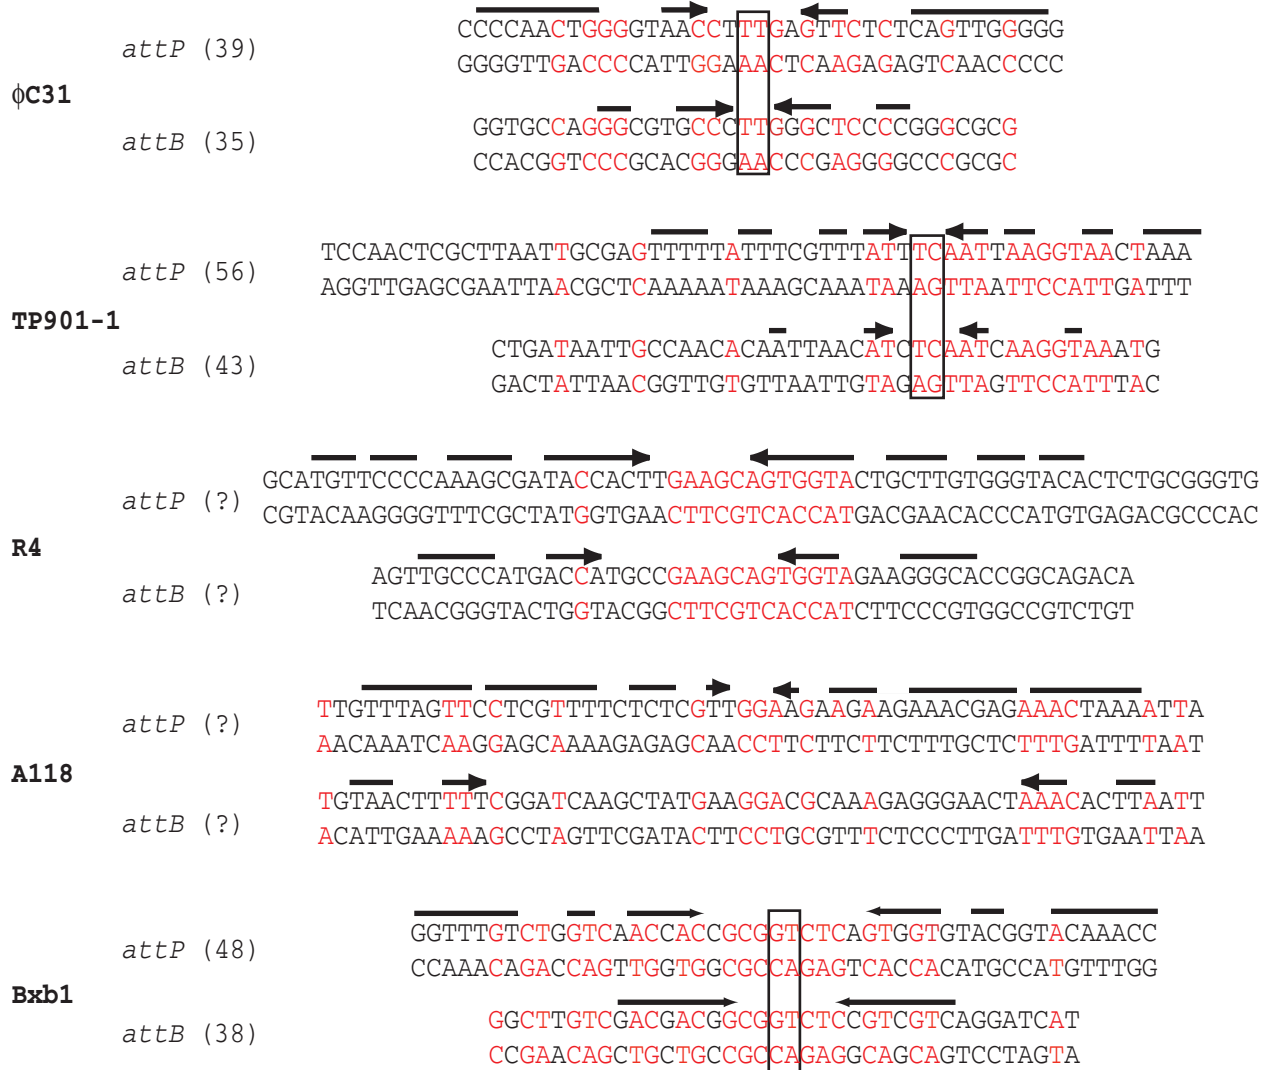 attP (39)
CCCCAACTGGGGTAACCTTTGAGTTCTCTCAGTTGGGGG
GGGGTTGACCCCATTGGAAACTCAAGAGAGTCAACCCCC
ϕC31
attB (35)
GGTGCCAGGGCGTGCCCTTGGGCTCCCCGGGCGCG
CCACGGTCCCGCACGGGAACCCGAGGGGCCCGCGC
attP (56)
TCCAACTCGCTTAATTGCGAGTTTTTATTTCGTTTATTTCAATTAAGGTAACTAAA
AGGTTGAGCGAATTAACGCTCAAAAATAAAGCAAATAAAGTTAATTCCATTGATTT
TP901-1
attB (43)
CTGATAATTGCCAACACAATTAACATCTCAATCAAGGTAAATG
GACTATTAACGGTTGTGTTAATTGTAGAGTTAGTTCCATTTAC
attP (?)
GCATGTTCCCCAAAGCGATACCACTTGAAGCAGTGGTACTGCTTGTGGGTACACTCTGCGGGTG
CGTACAAGGGGTTTCGCTATGGTGAACTTCGTCACCATGACGAACACCCATGTGAGACGCCCAC
R4
attB (?)
AGTTGCCCATGACCATGCCGAAGCAGTGGTAGAAGGGCACCGGCAGACA
TCAACGGGTACTGGTACGGCTTCGTCACCATCTTCCCGTGGCCGTCTGT
attP (?)
TTGTTTAGTTCCTCGTTTTCTCTCGTTGGAAGAAGAAGAAACGAGAAACTAAAATTA
AACAAATCAAGGAGCAAAAGAGAGCAACCTTCTTCTTCTTTGCTCTTTGATTTTAAT
A118
attB (?)
TGTAACTTTTTCGGATCAAGCTATGAAGGACGCAAAGAGGGAACTAAACACTTAATT
ACATTGAAAAAGCCTAGTTCGATACTTCCTGCGTTTCTCCCTTGATTTGTGAATTAA
attP (48)
GGTTTGTCTGGTCAACCACCGCGGTCTCAGTGGTGTACGGTACAAACC
CCAAACAGACCAGTTGGTGGCGCCAGAGTCACCACATGCCATGTTTGG
Bxb1
attB (38)
GGCTTGTCGACGACGGCGGTCTCCGTCGTCAGGATCAT
CCGAACAGCTGCTGCCGCCAGAGGCAGCAGTCCTAGTA